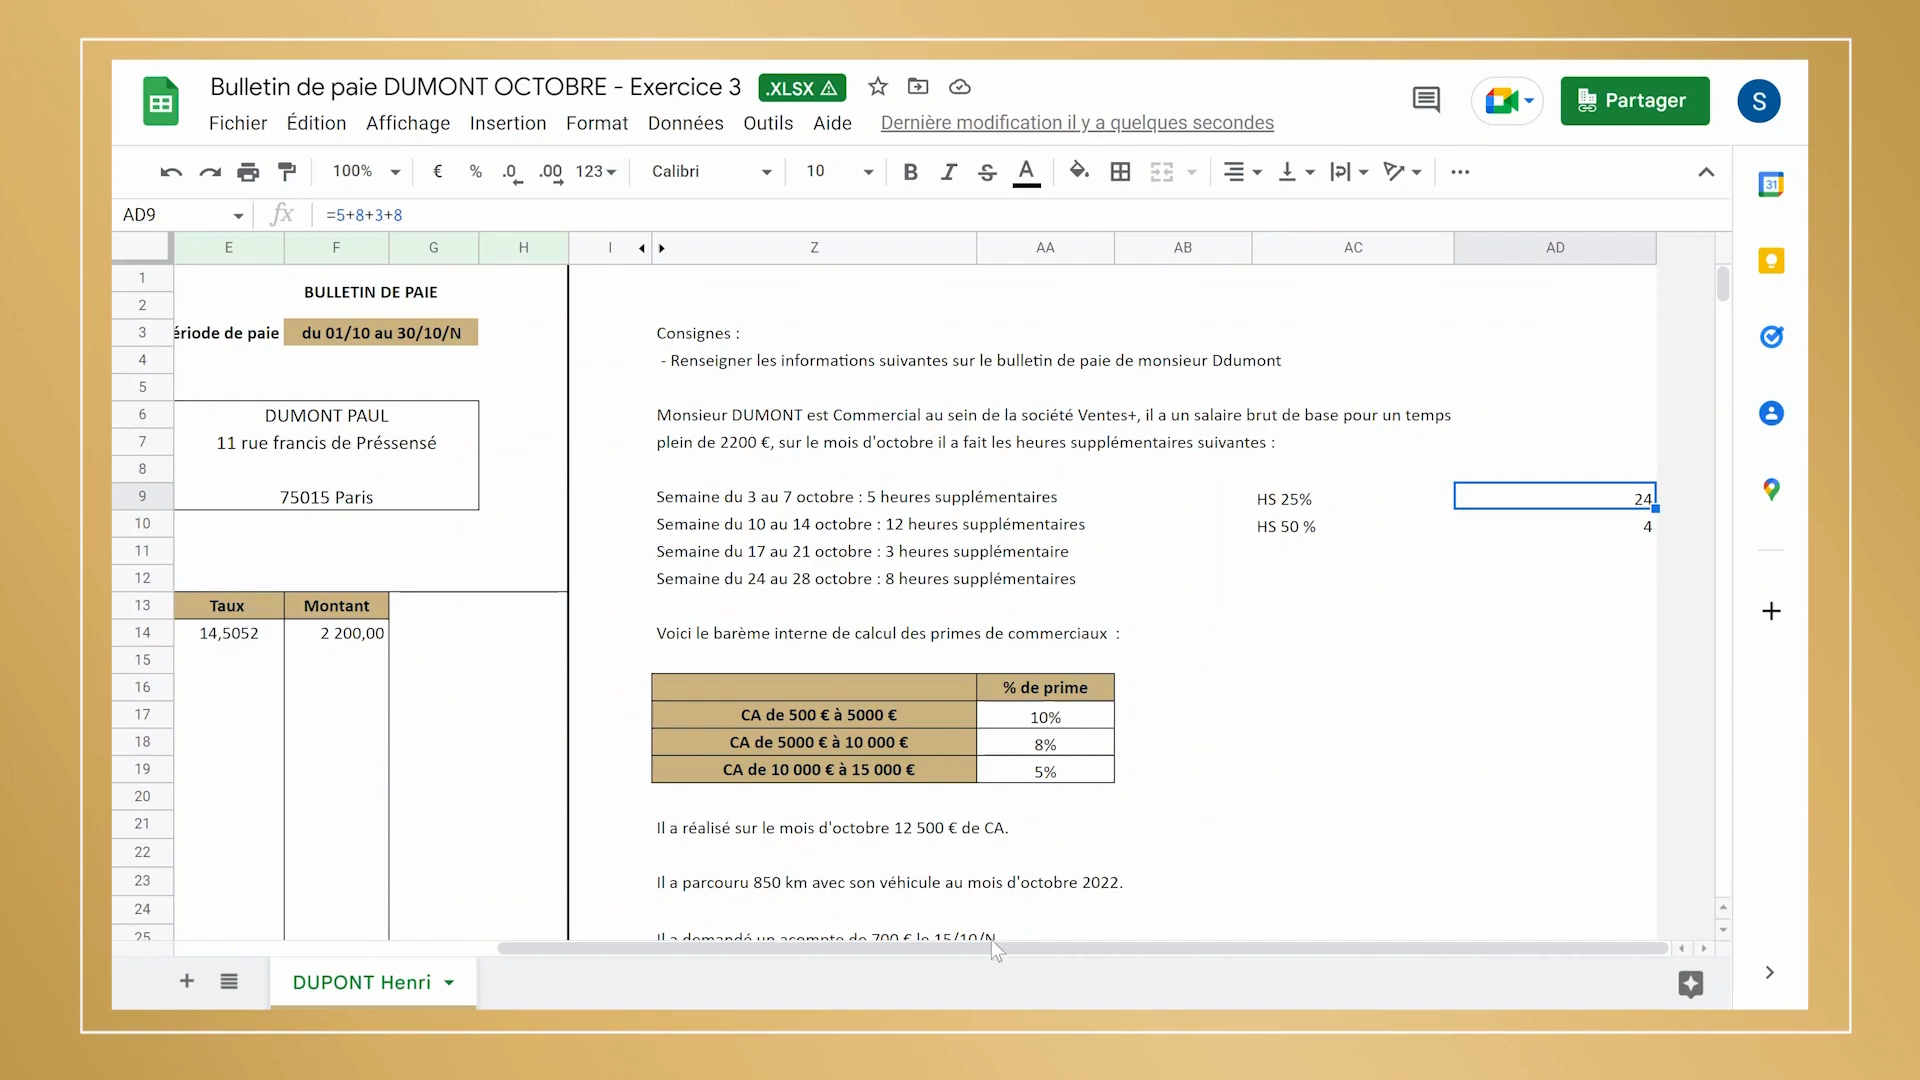 Bulletin de paie DUMONT OCTOBRE - Exercice 3
.XLSX
Fichier Édition Affichage Insertion Format Données Outils Aide Dernière modification il y a quelques secondes
Partager
S
100% € % .0 .00 123 Calibri 10 B I S A
31
AD9 fx =5+8+3+8
E F G H I Z AA AB AC AD
1
BULLETIN DE PAIE
2
3 ériode de paie du 01/10 au 30/10/N Consignes :
4 - Renseigner les informations suivantes sur le bulletin de paie de monsieur Ddumont
5
6 DUMONT PAUL Monsieur DUMONT est Commercial au sein de la société Ventes+, il a un salaire brut de base pour un temps
7 11 rue francis de Préssensé plein de 2200 €, sur le mois d'octobre il a fait les heures supplémentaires suivantes :
8
9 75015 Paris Semaine du 3 au 7 octobre : 5 heures supplémentaires HS 25% 24
10 Semaine du 10 au 14 octobre : 12 heures supplémentaires HS 50 % 4
11 Semaine du 17 au 21 octobre : 3 heures supplémentaire
12 Semaine du 24 au 28 octobre : 8 heures supplémentaires
13 Taux Montant
14 14,5052 2 200,00 Voici le barème interne de calcul des primes de commerciaux :
15
16 % de prime
17 CA de 500 € à 5000 € 10%
18 CA de 5000 € à 10 000 € 8%
19 CA de 10 000 € à 15 000 € 5%
20
21 Il a réalisé sur le mois d'octobre 12 500 € de CA.
22
23 Il a parcouru 850 km avec son véhicule au mois d'octobre 2022.
24
25 Il a demandé un acompte de 700 € le 15/10/N
DUPONT Henri